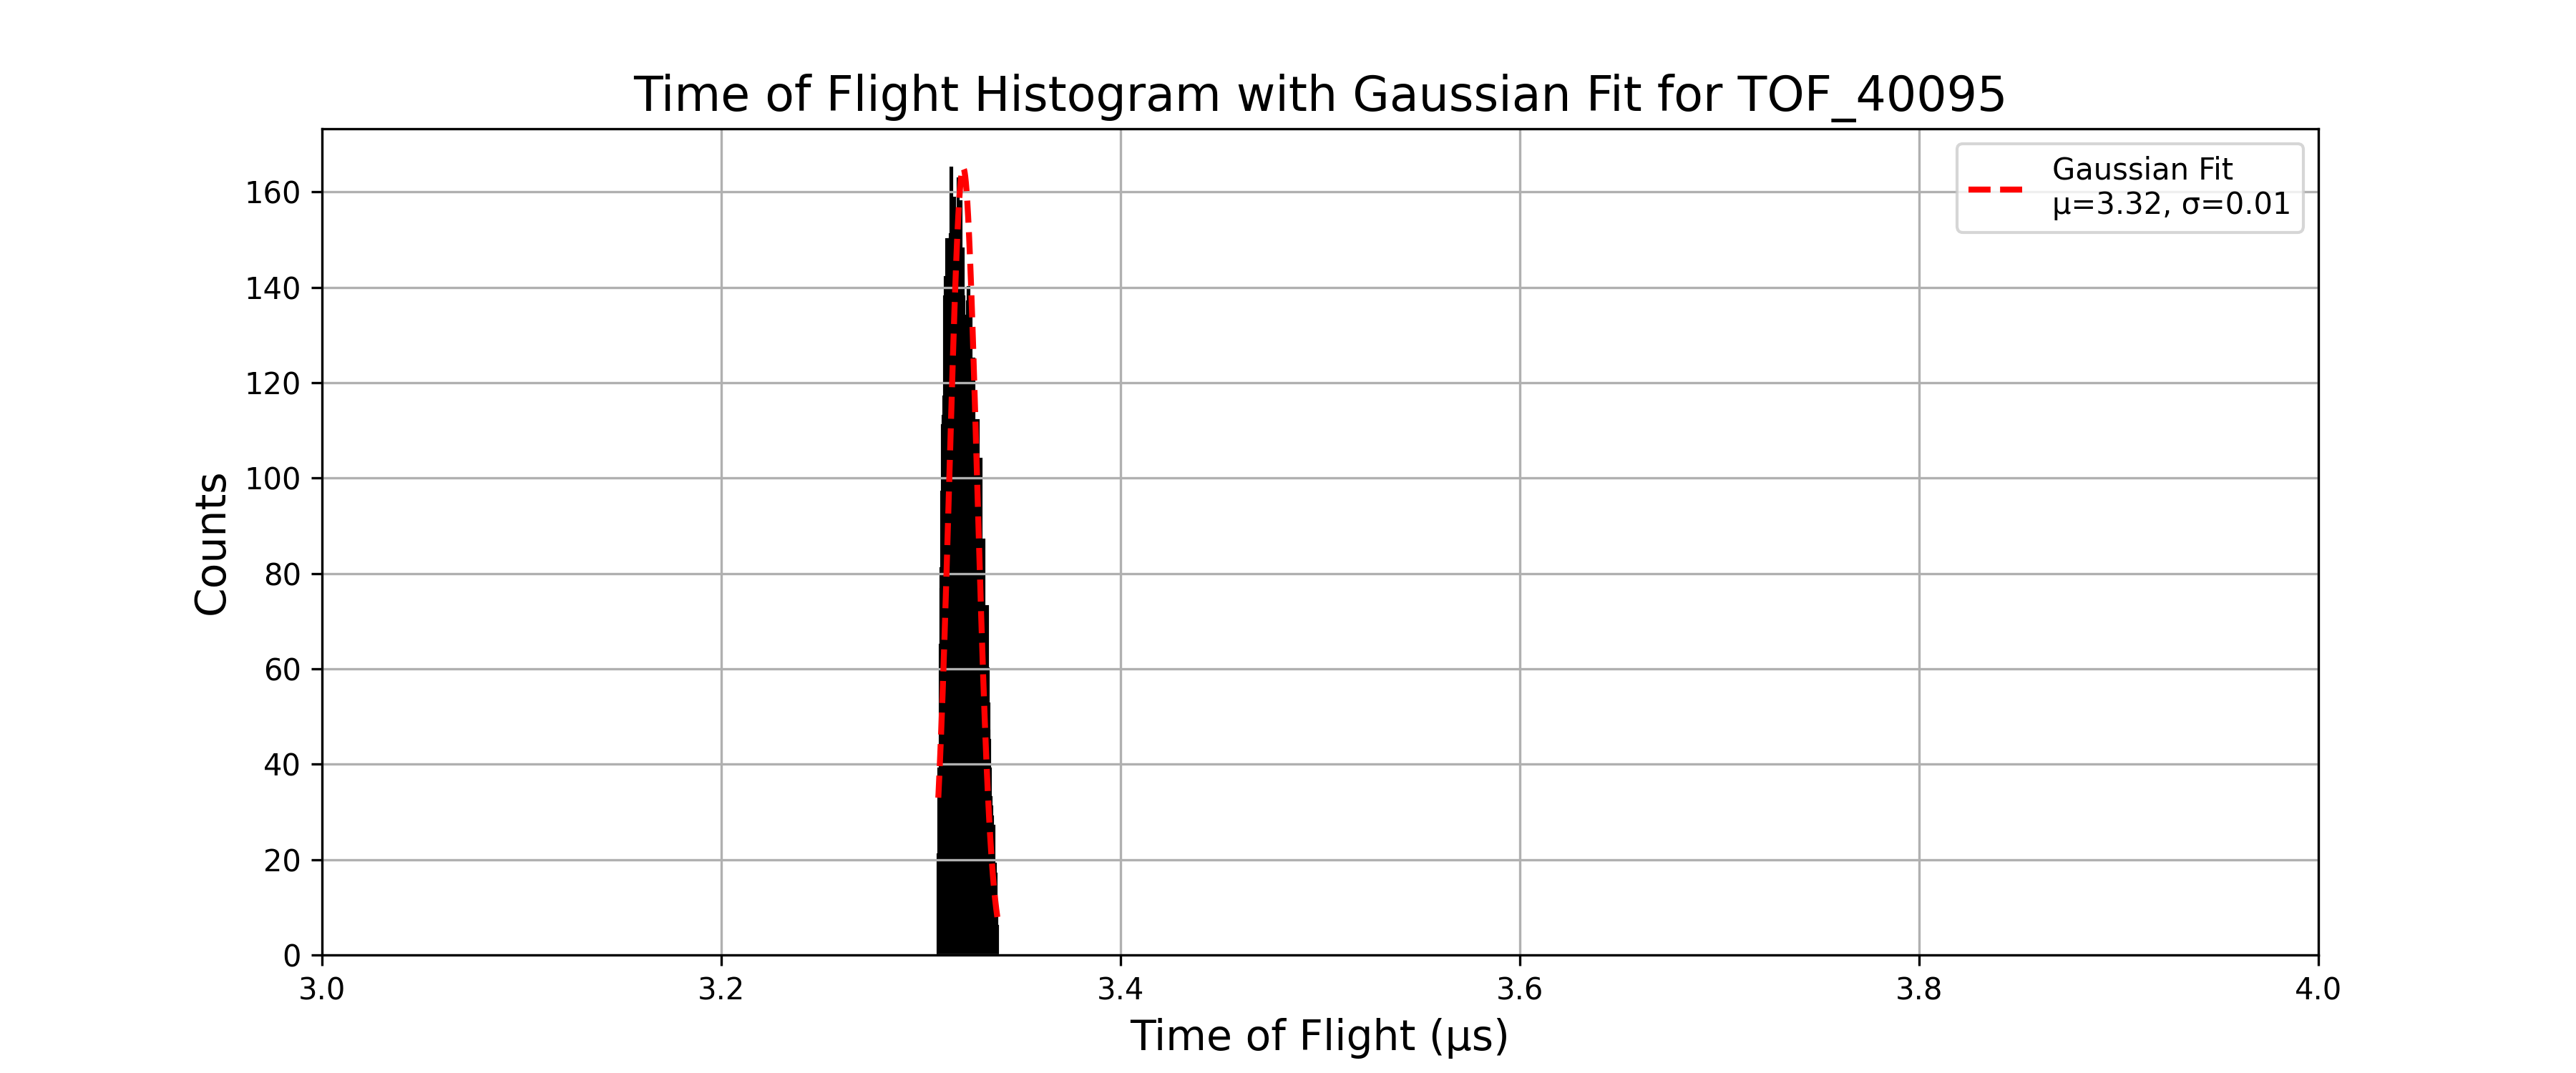 Time of Flight Histogram with Gaussian Fit for TOF_40095
Gaussian Fit
μ=3.32, σ=0.01
160
140
120
100
80
60
40
20
0
Counts
3.0 3.2 3.4 3.6 3.8 4.0
Time of Flight (μs)